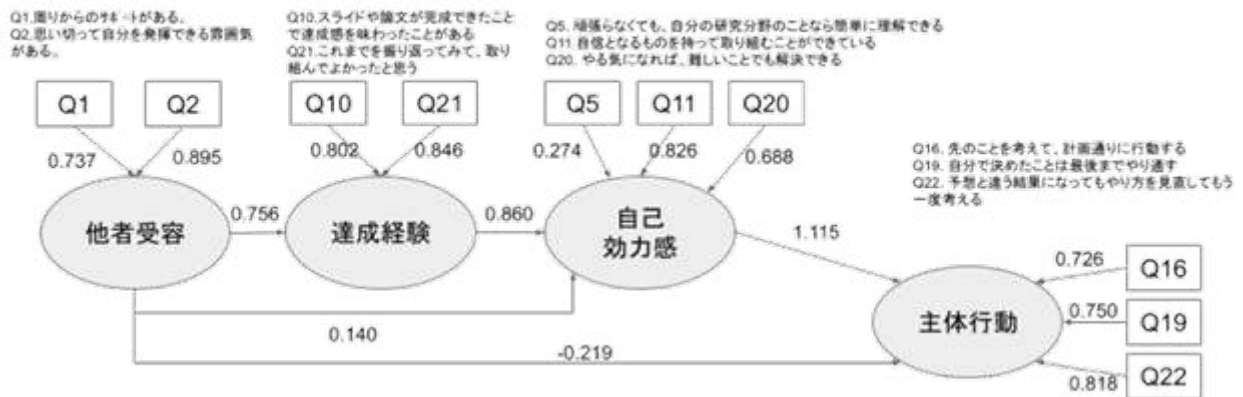 Q1.周りからのサポートがある。
Q2.思い切って自分を発揮できる雰囲気
がある。
Q10.スライドや論文が完成できたこと
で達成感を味わったことがある
Q21.これまでを振り返ってみて、取り
組んでよかったと思う
Q5. 頑張らなくても、自分の研究分野のことなら簡単に理解できる
Q11.自信となるものを持って取り組むことができている
Q20. やる気になれば、難しいことでも解決できる
Q1
Q2
Q10
Q21
Q5
Q11
Q20
0.737
0.895
0.802
0.846
0.274
0.826
0.688
Q16. 先のことを考えて、計画通りに行動する
Q19. 自分で決めたことは最後までやり通す
Q22. 予想と違う結果になってもやり方を見直してもう
一度考える
他者受容
0.756
達成経験
0.860
自己
効力感
1.115
0.726
Q16
主体行動
0.750
Q19
0.140
-0.219
0.818
Q22